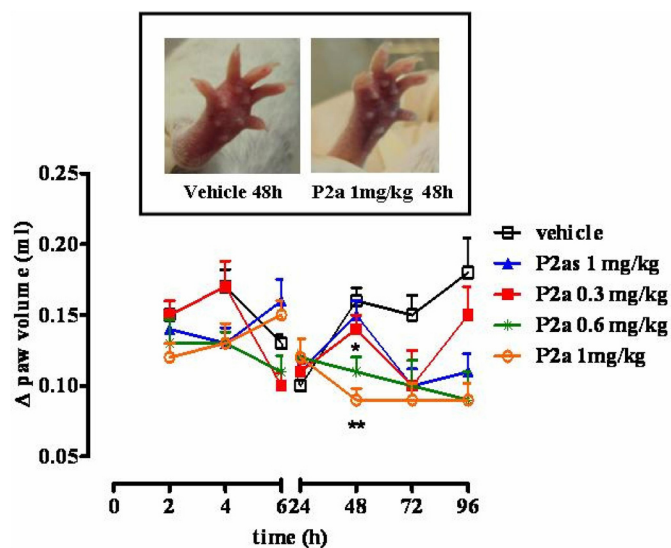 Vehicle 48h P2a 1mg/kg 48h
0.25
0.20
0.15
0.10
0.05
Δ paw volume (ml)
vehicle
P2as 1 mg/kg
P2a 0.3 mg/kg
P2a 0.6 mg/kg
P2a 1mg/kg
*
**
0 2 4 6 24 48 72 96
time (h)